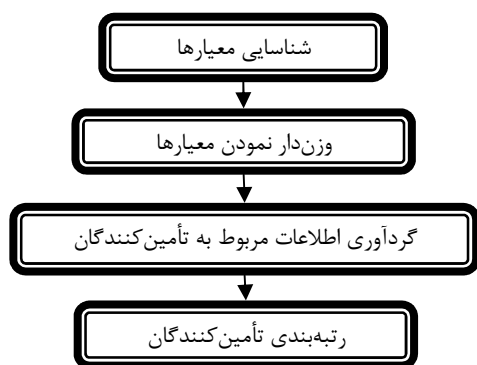 شناسایی معیارها
وزن‌دار نمودن معیارها
گردآوری اطلاعات مربوط به تأمین‌کنندگان
رتبه‌بندی تأمین‌کنندگان